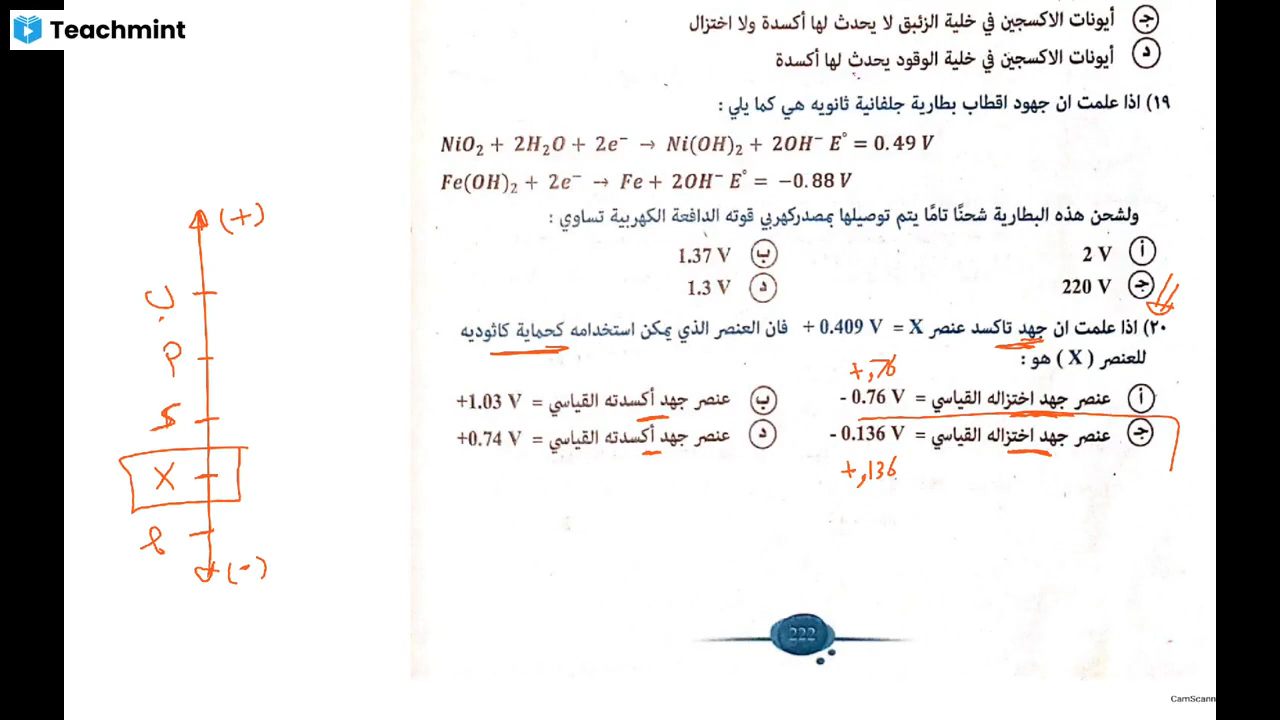 Teachmint
ج أيونات الاكسجين في خلية الزئبق لا يحدث لها أكسدة ولا اختزال
د أيونات الاكسجين في خلية الوقود يحدث لها أكسدة
١٩) اذا علمت ان جهود اقطاب بطارية جلفانية ثانويه هي كما يلي :
NiO₂ + 2H₂O + 2e⁻ → Ni(OH)₂ + 2OH⁻ E° = 0.49 V
Fe(OH)₂ + 2e⁻ → Fe + 2OH⁻ E° = −0.88 V
ولشحن هذه البطارية شحنًا تامًا يتم توصيلها بمصدركهربي قوته الدافعة الكهربية تساوي :
أ 2 V ب 1.37 V
ج 220 V د 1.3 V
٢٠) اذا علمت ان جهد تاكسد عنصر X = 0.409 V + فان العنصر الذي يمكن استخدامه كحماية كاثوديه
للعنصر ( X ) هو :
+,76
أ عنصر جهد اختزاله القياسي = 0.76 V - ب عنصر جهد أكسدته القياسي = +1.03 V
ج عنصر جهد اختزاله القياسي = 0.136 V - د عنصر جهد أكسدته القياسي = +0.74 V
+,136
(+)
ب
X
(-)
222
CamScann